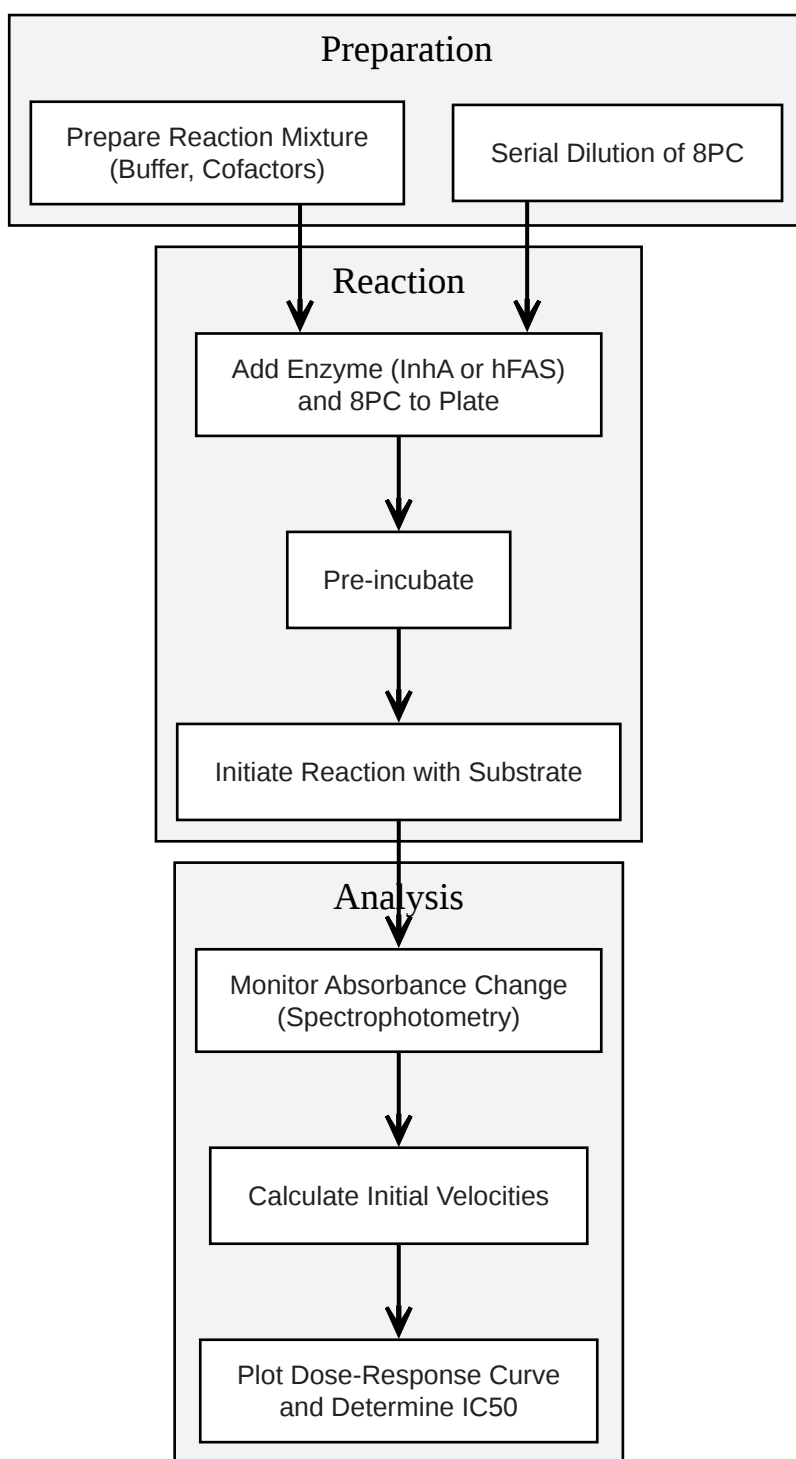 Preparation
Prepare Reaction Mixture
(Buffer, Cofactors)
Serial Dilution of 8PC
Reaction
Add Enzyme (InhA or hFAS)
and 8PC to Plate
Pre-incubate
Initiate Reaction with Substrate
Analysis
Monitor Absorbance Change
(Spectrophotometry)
Calculate Initial Velocities
Plot Dose-Response Curve
and Determine IC50